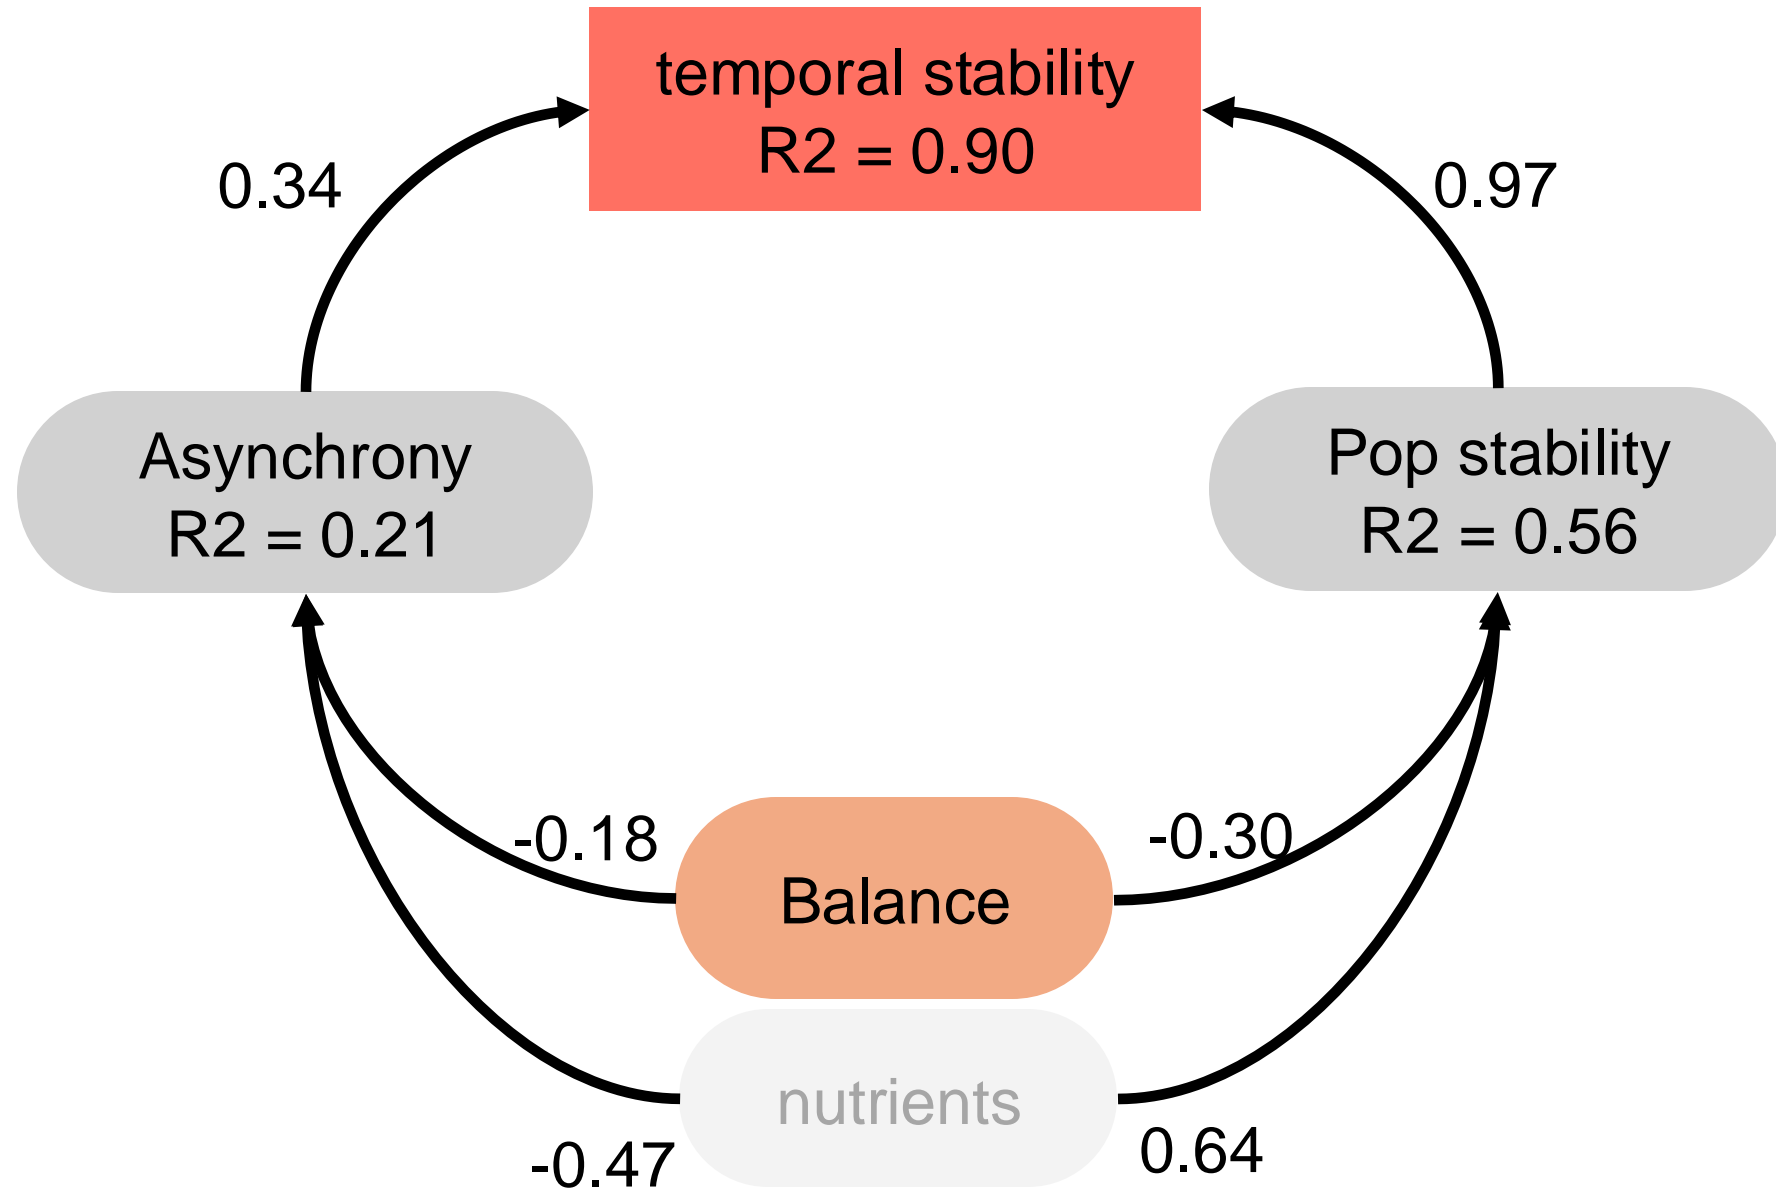 temporal stability
R2 = 0.90
0.34
0.97
Asynchrony
R2 = 0.21
Pop stability
R2 = 0.56
-0.18
-0.30
Balance
nutrients
-0.47
0.64